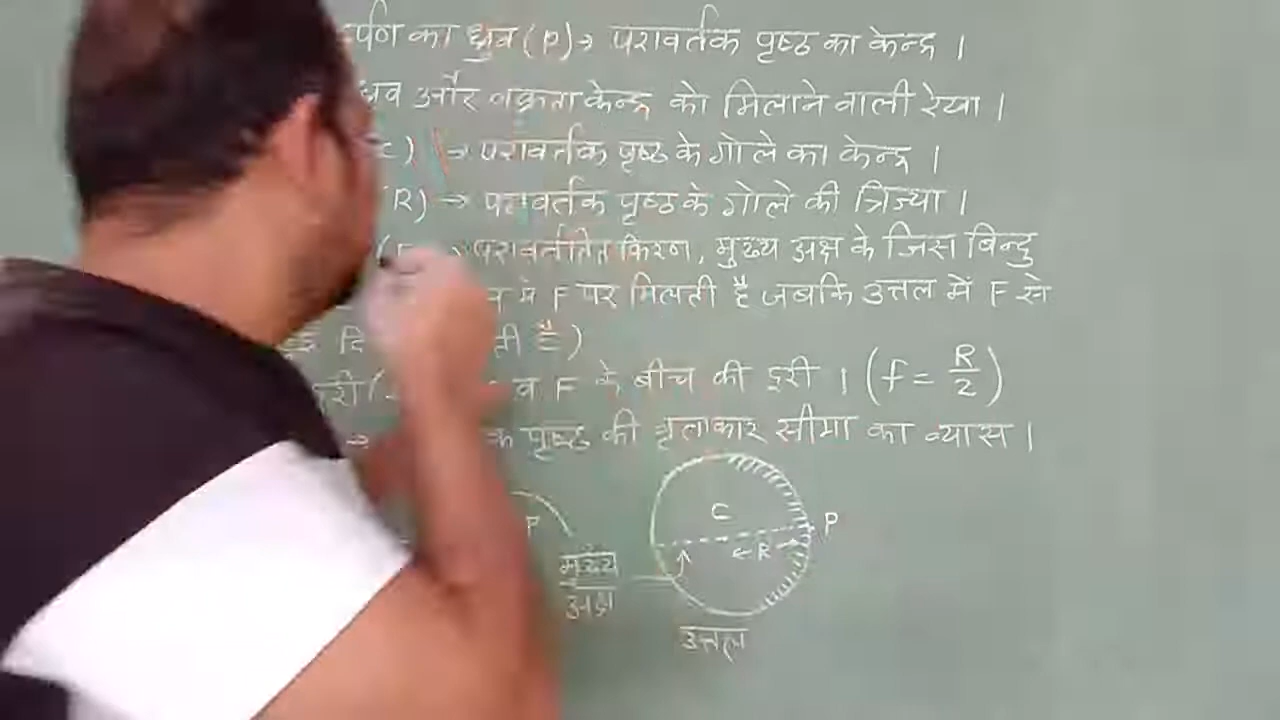 दर्पण का ध्रुव (P) → परावर्तक पृष्ठ का केन्द्र ।
ध्रुव और वक्रता केन्द्र को मिलाने वाली रेखा ।
C) → परावर्तक पृष्ठ के गोले का केन्द्र ।
(R) → परावर्तक पृष्ठ के गोले की त्रिज्या ।
(F → परावर्तित किरण, मुख्य अक्ष के जिस बिन्दु
में F पर मिलती है जबकि उत्तल में F से
है)
व F के बीच की दूरी । (f = R/2)
→ पृष्ठ की वृताकार सीमा का व्यास ।
P
मुख्य
अक्ष
C
P
← R →
उत्तल